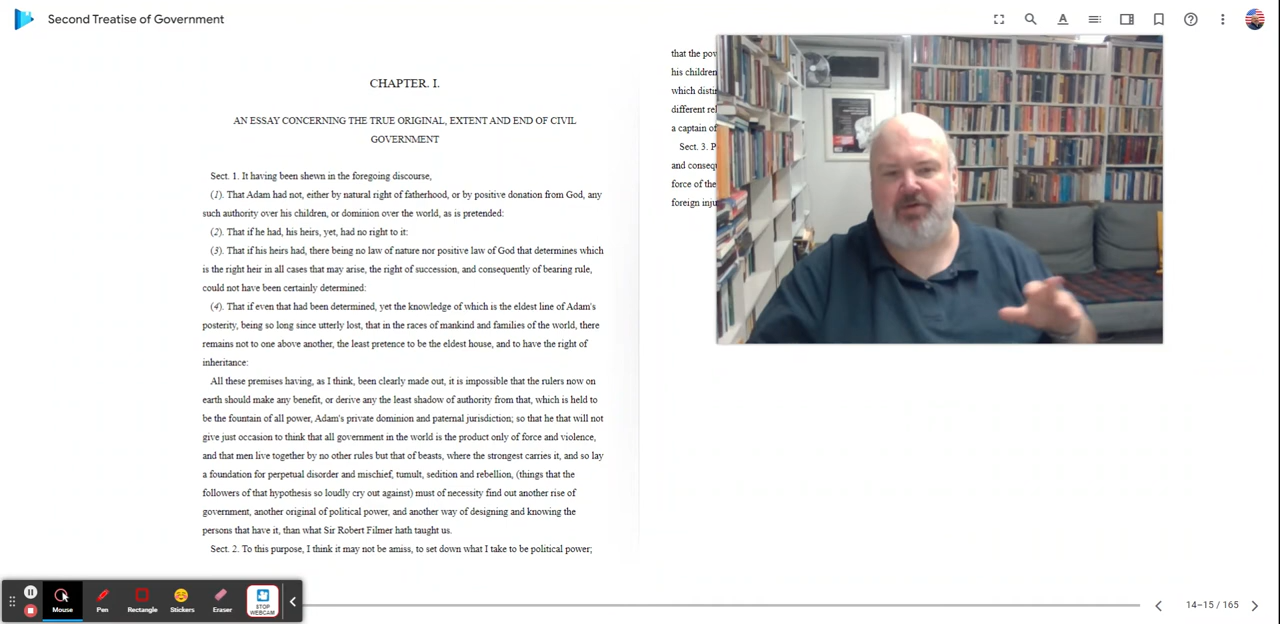 Second Treatise of Government
CHAPTER. I.
AN ESSAY CONCERNING THE TRUE ORIGINAL, EXTENT AND END OF CIVIL
GOVERNMENT
Sect. 1. It having been shewn in the foregoing discourse,
(1). That Adam had not, either by natural right of fatherhood, or by positive donation from God, any
such authority over his children, or dominion over the world, as is pretended:
(2). That if he had, his heirs, yet, had no right to it:
(3). That if his heirs had, there being no law of nature nor positive law of God that determines which
is the right heir in all cases that may arise, the right of succession, and consequently of bearing rule,
could not have been certainly determined:
(4). That if even that had been determined, yet the knowledge of which is the eldest line of Adam's
posterity, being so long since utterly lost, that in the races of mankind and families of the world, there
remains not to one above another, the least pretence to be the eldest house, and to have the right of
inheritance:
All these premises having, as I think, been clearly made out, it is impossible that the rulers now on
earth should make any benefit, or derive any the least shadow of authority from that, which is held to
be the fountain of all power, Adam's private dominion and paternal jurisdiction; so that he that will not
give just occasion to think that all government in the world is the product only of force and violence,
and that men live together by no other rules but that of beasts, where the strongest carries it, and so lay
a foundation for perpetual disorder and mischief, tumult, sedition and rebellion, (things that the
followers of that hypothesis so loudly cry out against) must of necessity find out another rise of
government, another original of political power, and another way of designing and knowing the
persons that have it, than what Sir Robert Filmer hath taught us.
Sect. 2. To this purpose, I think it may not be amiss, to set down what I take to be political power;
that the pow
his children
which disti
different rel
a captain of
Sect. 3. P
and conseq
force of the
foreign inju
Mouse
Pen
Rectangle
Stickers
Eraser
STOP
WEBCAM
14–15 / 165